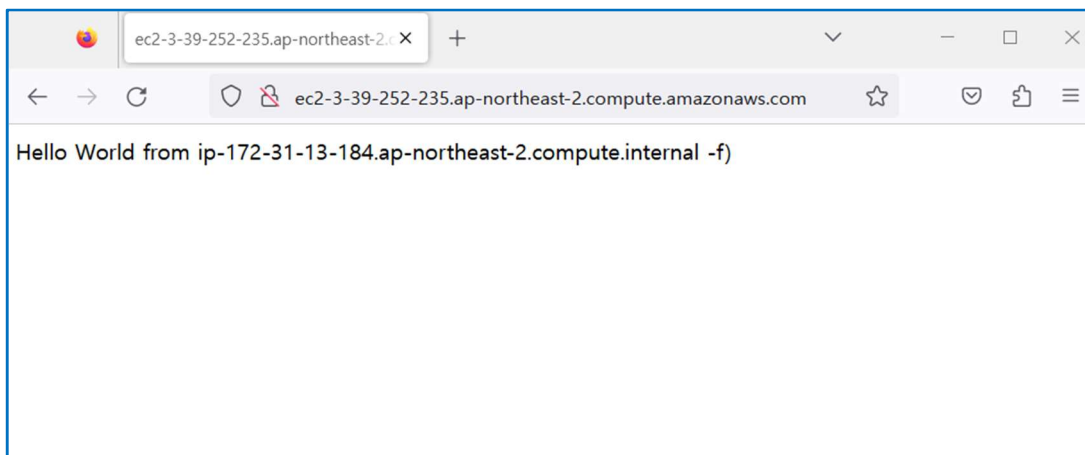 ec2-3-39-252-235.ap-northeast-2.c
ec2-3-39-252-235.ap-northeast-2.compute.amazonaws.com
Hello World from ip-172-31-13-184.ap-northeast-2.compute.internal -f)